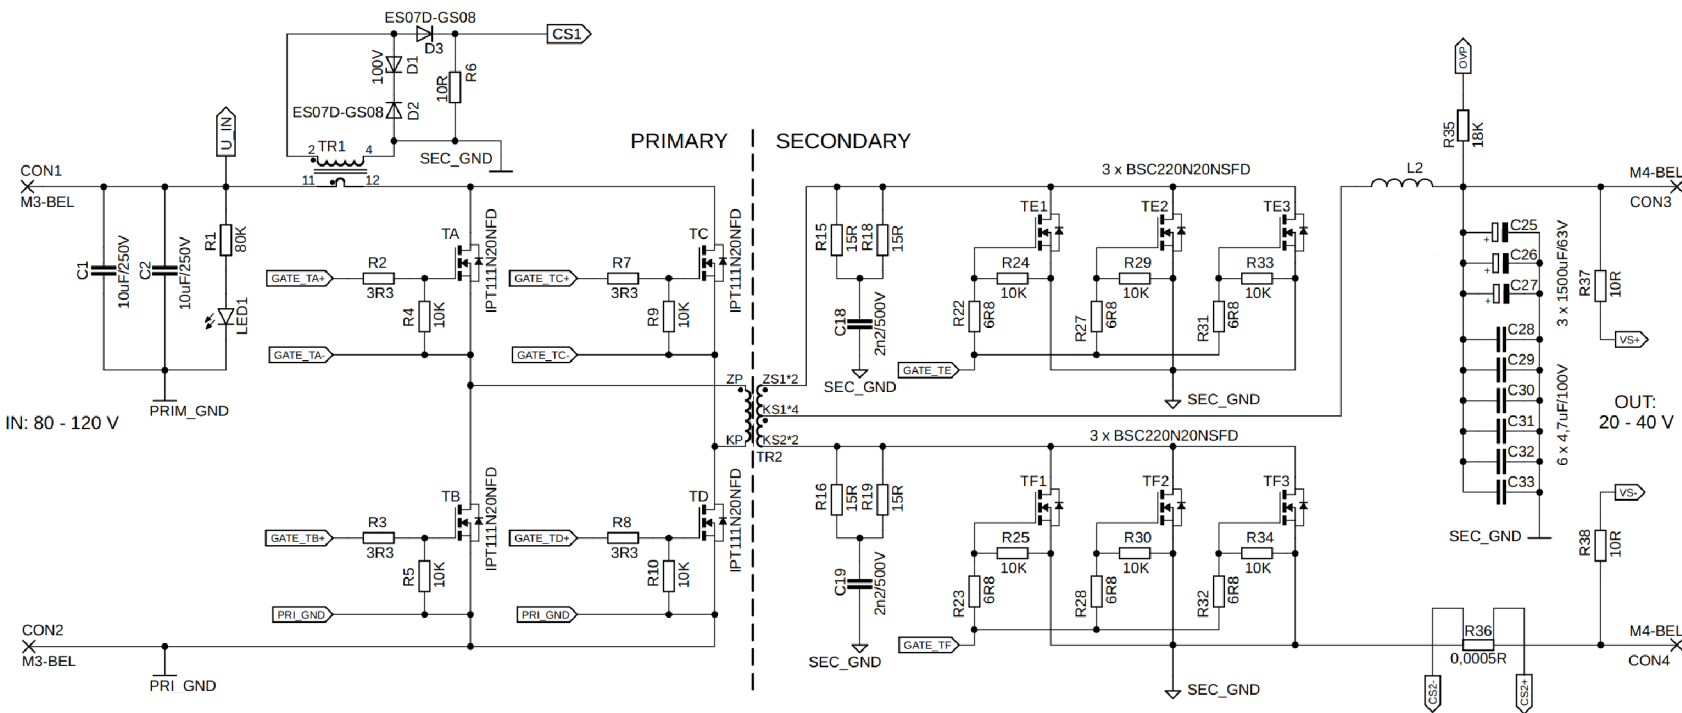 ES07D-GS08
D3
CS1
100V
D1
10R
R6
ES07D-GS08
D2
U_IN
2
TR1
4
SEC_GND
11
12
CON1
M3-BEL
PRIMARY
SECONDARY
C1
10uF/250V
C2
10uF/250V
R1
80K
LED1
PRIM_GND
IN: 80 - 120 V
TA
IPT111N20NFD
GATE_TA+
R2
3R3
R4
10K
GATE_TA-
TC
IPT111N20NFD
GATE_TC+
R7
3R3
R9
10K
GATE_TC-
ZP
ZS1*2
KS1*4
KP
KS2*2
TR2
TB
IPT111N20NFD
GATE_TB+
R3
3R3
R5
10K
PRI_GND
TD
IPT111N20NFD
GATE_TD+
R8
3R3
R10
10K
PRI_GND
CON2
M3-BEL
PRI_GND
3 x BSC220N20NSFD
R15
15R
R18
15R
C18
2n2/500V
SEC_GND
TE1
TE2
TE3
R24
10K
R29
10K
R33
10K
R22
6R8
R27
6R8
R31
6R8
GATE_TE
SEC_GND
3 x BSC220N20NSFD
R16
15R
R19
15R
C19
2n2/500V
SEC_GND
TF1
TF2
TF3
R25
10K
R30
10K
R34
10K
R23
6R8
R28
6R8
R32
6R8
GATE_TF
SEC_GND
OVP
R35
18K
L2
M4-BEL
CON3
+
C25
+
C26
+
C27
3 x 1500uF/63V
C28
C29
C30
C31
C32
C33
6 x 4,7uF/100V
SEC_GND
R37
10R
VS+
OUT:
20 - 40 V
VS-
R38
10R
R36
0,0005R
CS2-
CS2+
M4-BEL
CON4